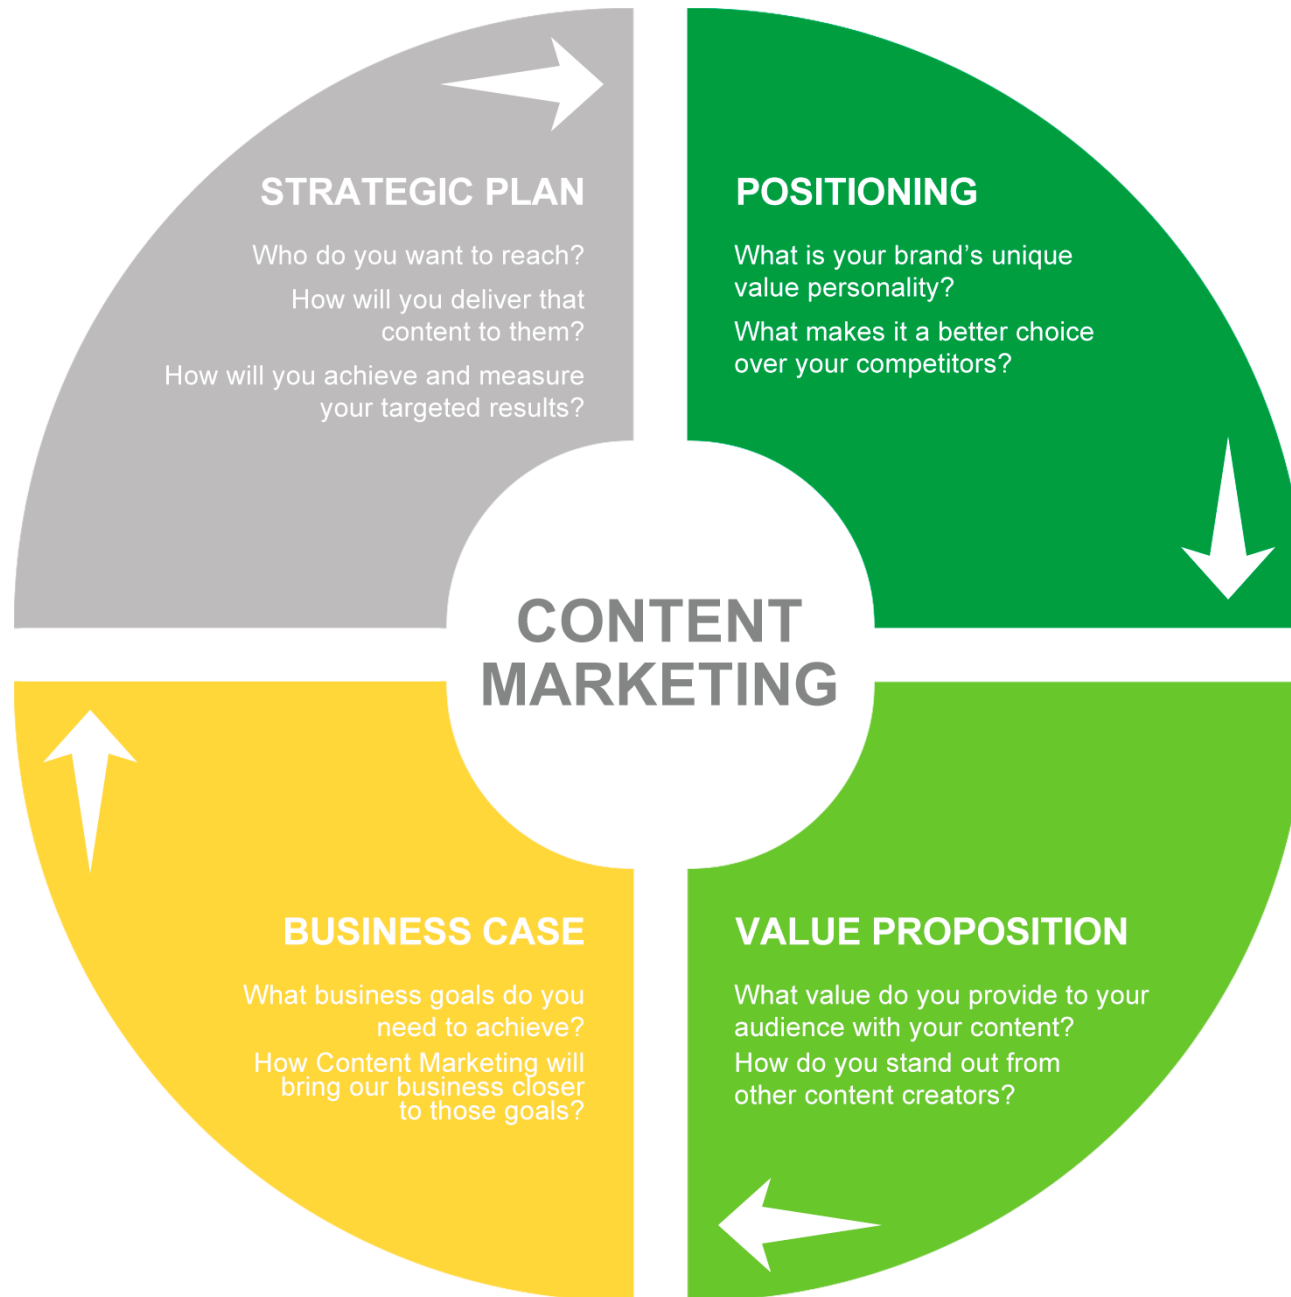 STRATEGIC PLAN
Who do you want to reach?
How will you deliver that
content to them?
How will you achieve and measure
your targeted results?
POSITIONING
What is your brand’s unique
value personality?
What makes it a better choice
over your competitors?
CONTENT
MARKETING
BUSINESS CASE
What business goals do you
need to achieve?
How Content Marketing will
bring our business closer
to those goals?
VALUE PROPOSITION
What value do you provide to your
audience with your content?
How do you stand out from
other content creators?